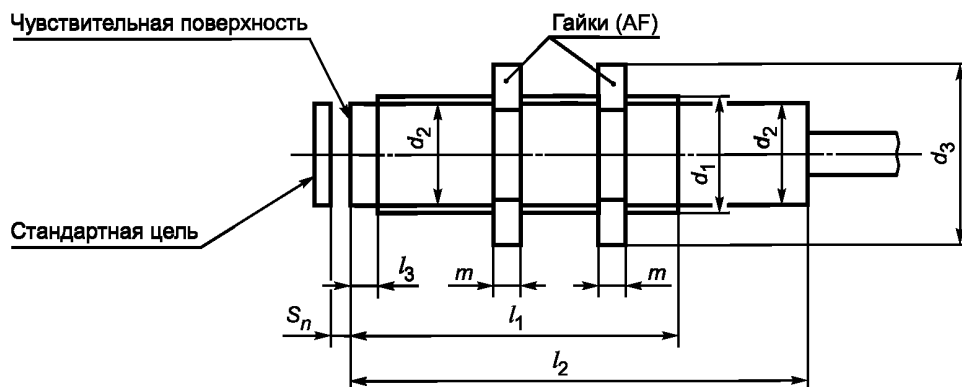 Чувствительная поверхность
Гайки (AF)
d₂
d₁
d₂
d₃
Стандартная цель
l₃
m
m
Sₙ
l₁
l₂